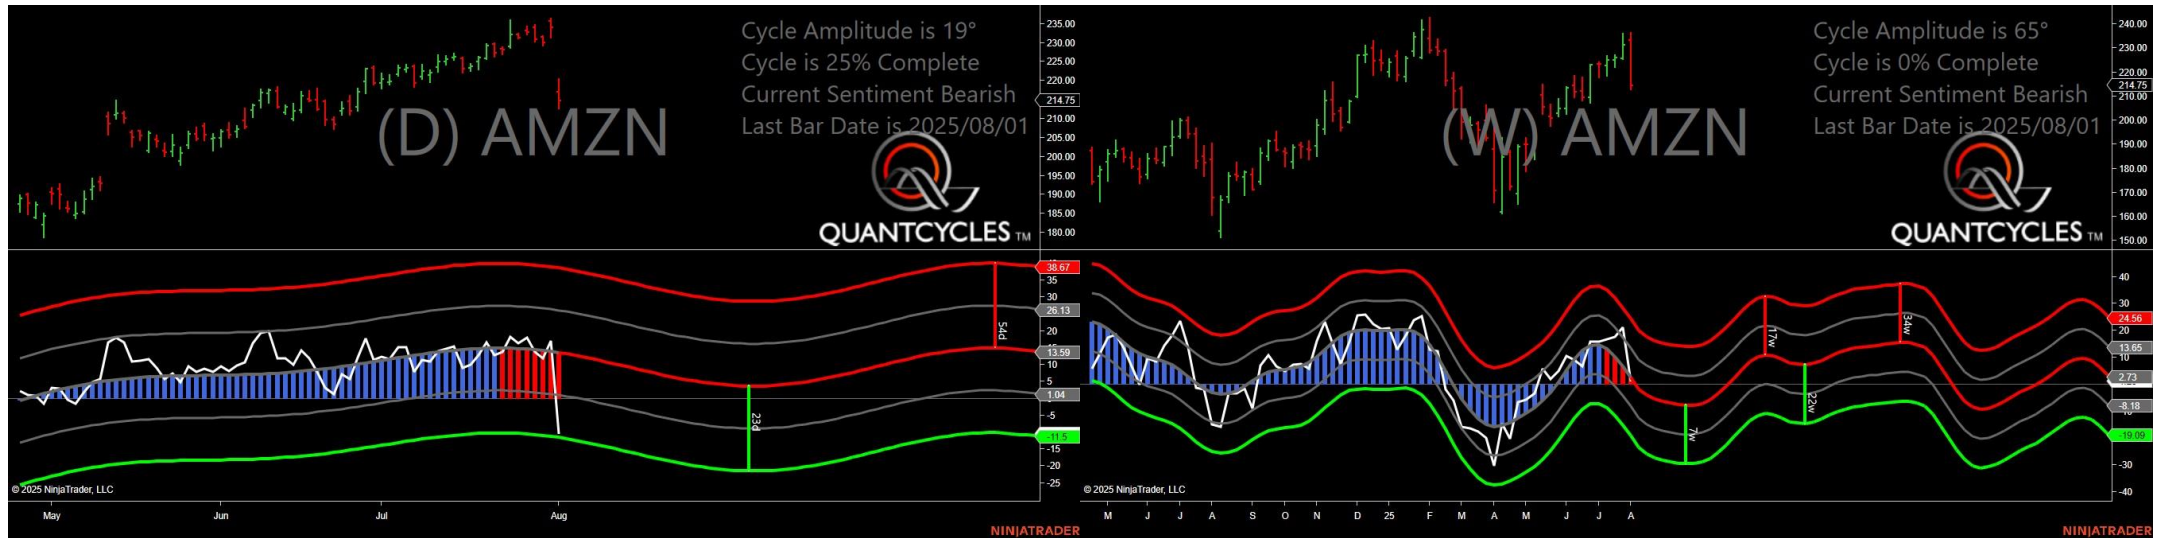 Cycle Amplitude is 19°
Cycle is 25% Complete
Current Sentiment Bearish
Last Bar Date is 2025/08/01
(D) AMZN
QUANTCYCLES TM
235.00
230.00
225.00
220.00
214.75
210.00
205.00
200.00
195.00
190.00
185.00
180.00
38.67
35
30
26.13
20
13.59
10
5
1.04
-5
-11.5
-15
-20
-25
54d
23d
© 2025 NinjaTrader, LLC
May Jun Jul Aug
NINJATRADER
Cycle Amplitude is 65°
Cycle is 0% Complete
Current Sentiment Bearish
Last Bar Date is 2025/08/01
(W) AMZN
QUANTCYCLES TM
240.00
230.00
220.00
214.75
210.00
200.00
190.00
180.00
170.00
160.00
150.00
40
30
24.56
20
13.65
10
2.73
-8.18
-19.09
-30
-40
17w
34w
22w
7w
© 2025 NinjaTrader, LLC
M J J A S O N D 25 F M A M J J A
NINJATRADER